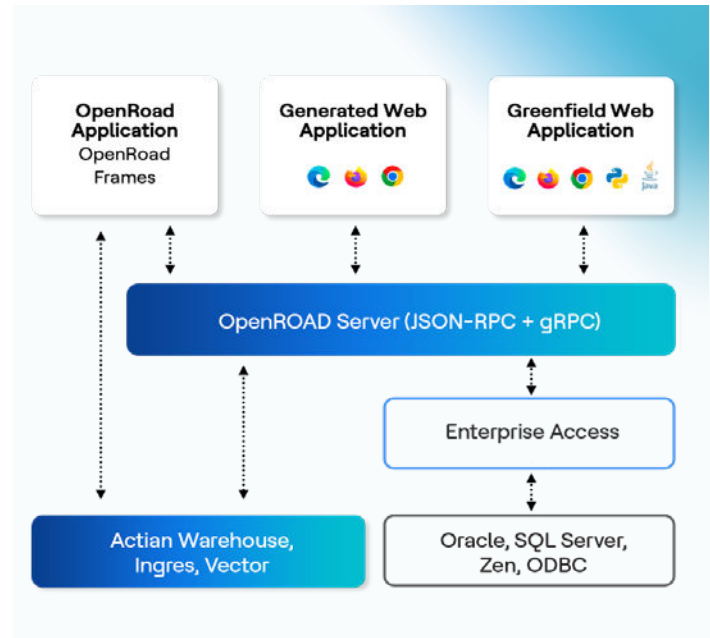 OpenRoad
Application
OpenRoad
Frames
Generated Web
Application
Greenfield Web
Application
Java
OpenROAD Server (JSON-RPC + gRPC)
Enterprise Access
Actian Warehouse,
Ingres, Vector
Oracle, SQL Server,
Zen, ODBC